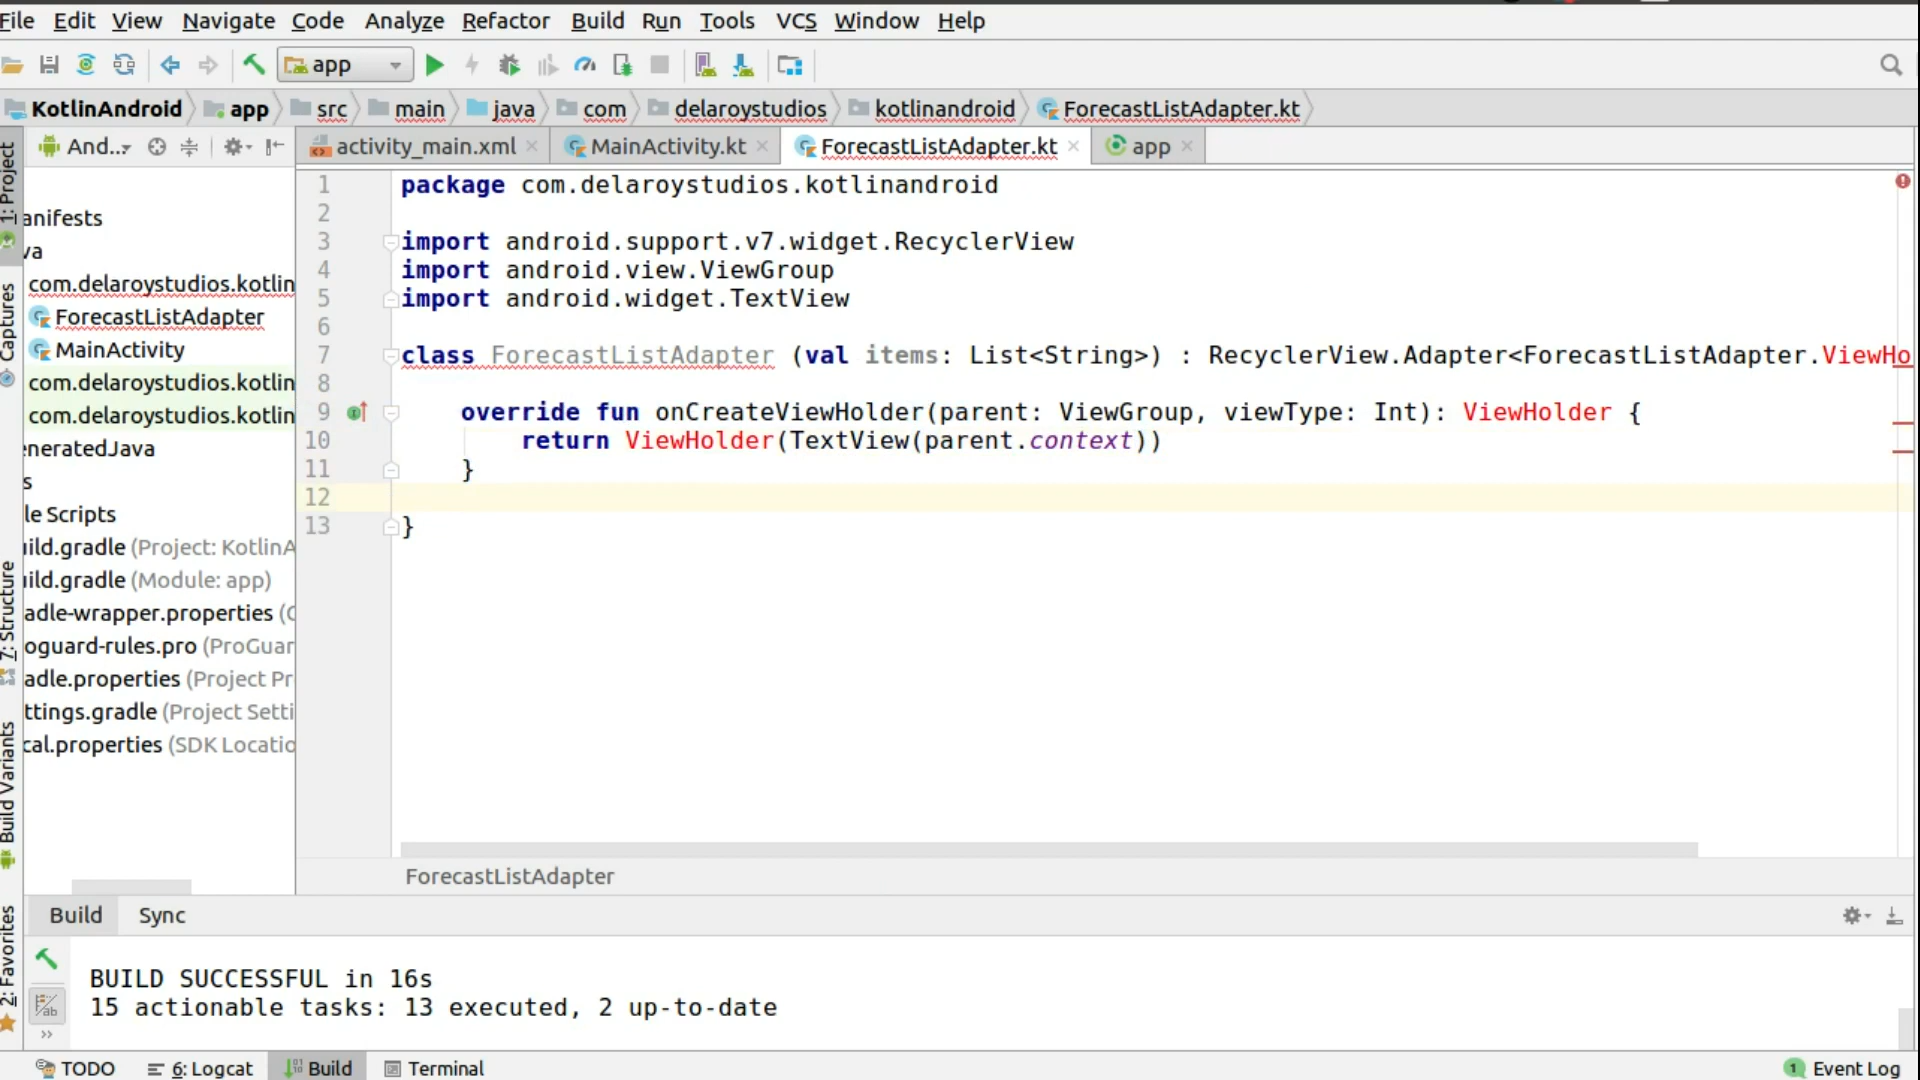 File Edit View Navigate Code Analyze Refactor Build Run Tools VCS Window Help
app
KotlinAndroid app src main java com delaroystudios kotlinandroid ForecastListAdapter.kt
And... activity_main.xml MainActivity.kt ForecastListAdapter.kt app
1: Project
Captures
7: Structure
Build Variants
2: Favorites
anifests
va
com.delaroystudios.kotlin
ForecastListAdapter
MainActivity
com.delaroystudios.kotlin
com.delaroystudios.kotlin
eneratedJava
s
le Scripts
ild.gradle (Project: KotlinA
ild.gradle (Module: app)
adle-wrapper.properties (G
oguard-rules.pro (ProGuar
adle.properties (Project Pr
ttings.gradle (Project Setti
cal.properties (SDK Locatio
1 package com.delaroystudios.kotlinandroid
2
3 import android.support.v7.widget.RecyclerView
4 import android.view.ViewGroup
5 import android.widget.TextView
6
7 class ForecastListAdapter (val items: List<String>) : RecyclerView.Adapter<ForecastListAdapter.ViewHo
8
9 override fun onCreateViewHolder(parent: ViewGroup, viewType: Int): ViewHolder {
10 return ViewHolder(TextView(parent.context))
11 }
12
13 }
ForecastListAdapter
Build Sync
BUILD SUCCESSFUL in 16s
15 actionable tasks: 13 executed, 2 up-to-date
TODO 6: Logcat Build Terminal 1 Event Log